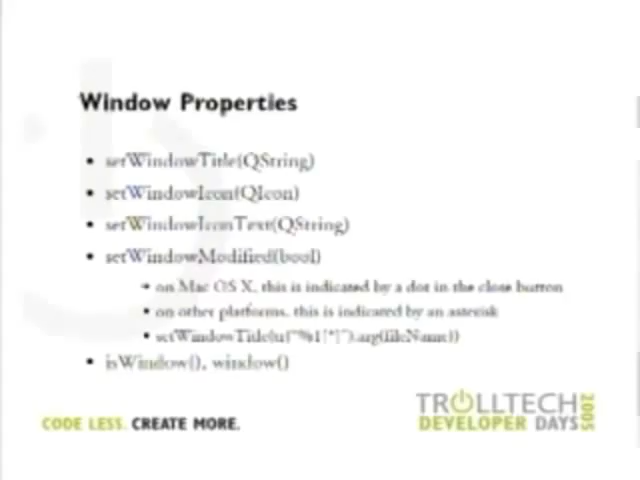 Window Properties
• setWindowTitle(QString)
• setWindowIcon(QIcon)
• setWindowIconText(QString)
• setWindowModified(bool)
• on Mac OS X, this is indicated by a dot in the close button
• on other platforms, this is indicated by an asterisk
• setWindowTitle(tr("%1[*]").arg(fileName))
• isWindow(), window()
TROLLTECH
CODE LESS. CREATE MORE.
DEVELOPER DAYS 2005